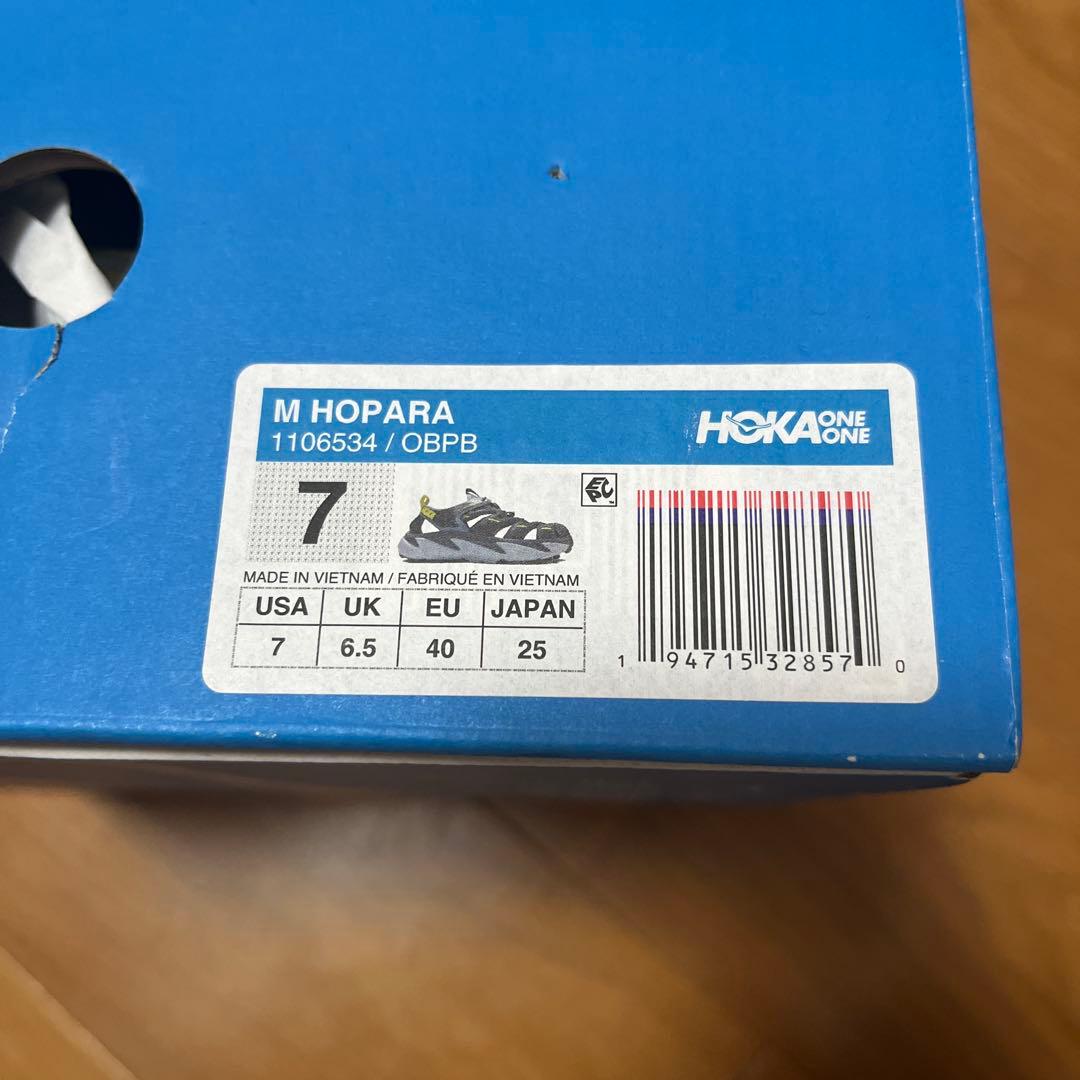 M HOPARA
1106534 / OBPB
HOKA ONE ONE
7
EPC
MADE IN VIETNAM / FABRIQUÉ EN VIETNAM
USA UK EU JAPAN
7 6.5 40 25
1 94715 32857 0